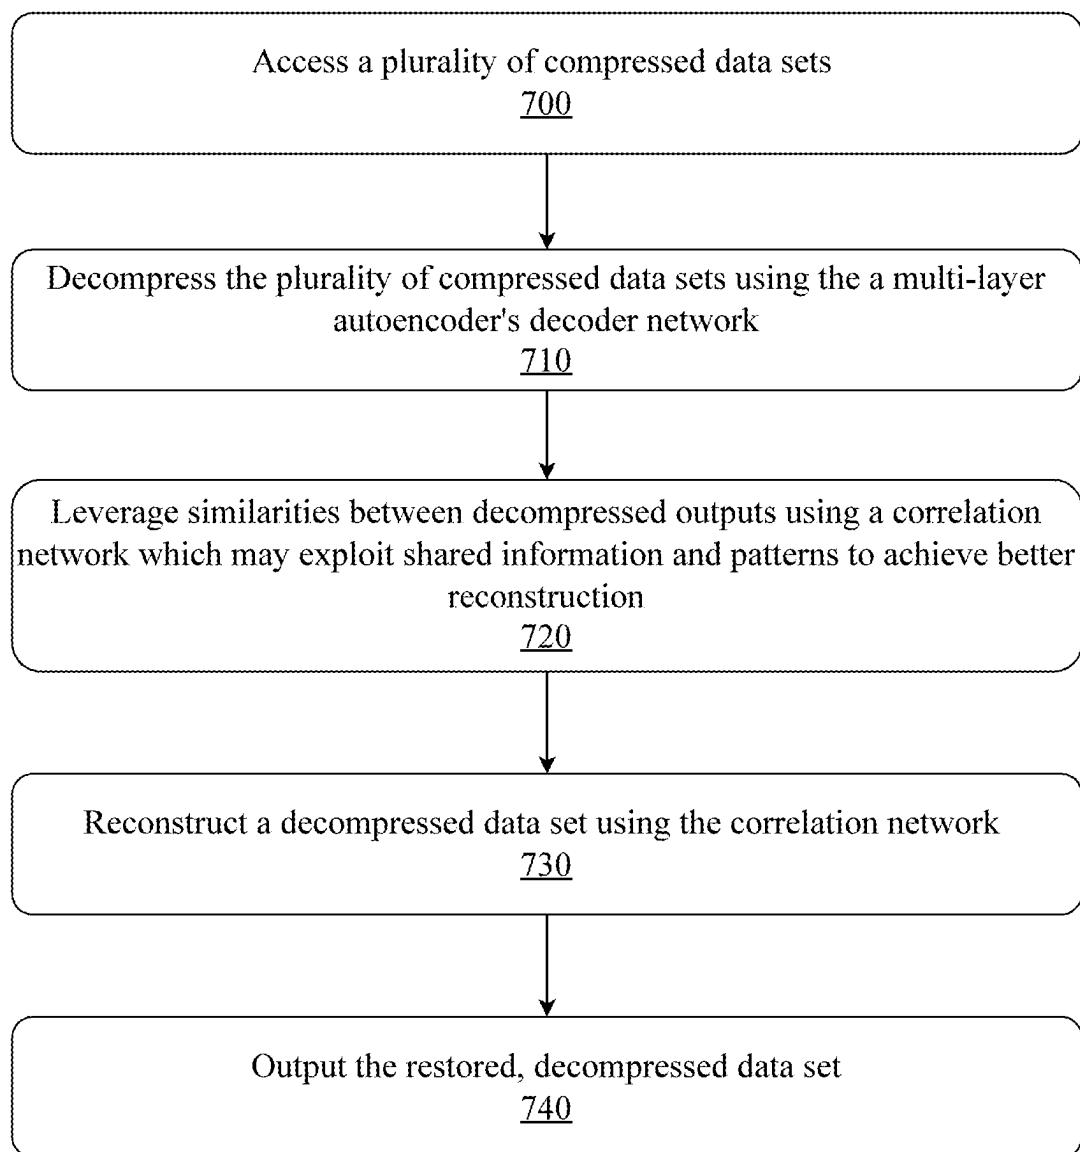 Access a plurality of compressed data sets
700
Decompress the plurality of compressed data sets using the a multi-layer
autoencoder's decoder network
710
Leverage similarities between decompressed outputs using a correlation
network which may exploit shared information and patterns to achieve better
reconstruction
720
Reconstruct a decompressed data set using the correlation network
730
Output the restored, decompressed data set
740